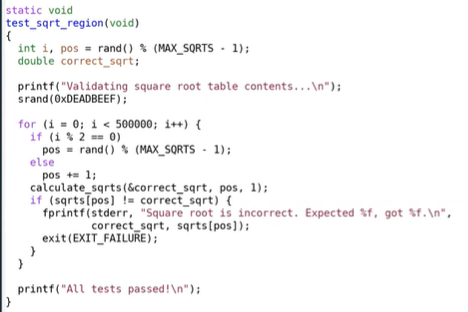 static void
test_sqrt_region(void)
{
  int i, pos = rand() % (MAX_SQRTS - 1);
  double correct_sqrt;

  printf("Validating square root table contents...\n");
  srand(0xDEADBEEF);

  for (i = 0; i < 500000; i++) {
    if (i % 2 == 0)
      pos = rand() % (MAX_SQRTS - 1);
    else
      pos += 1;
    calculate_sqrts(&correct_sqrt, pos, 1);
    if (sqrts[pos] != correct_sqrt) {
      fprintf(stderr, "Square root is incorrect. Expected %f, got %f.\n",
              correct_sqrt, sqrts[pos]);
      exit(EXIT_FAILURE);
    }
  }

  printf("All tests passed!\n");
}